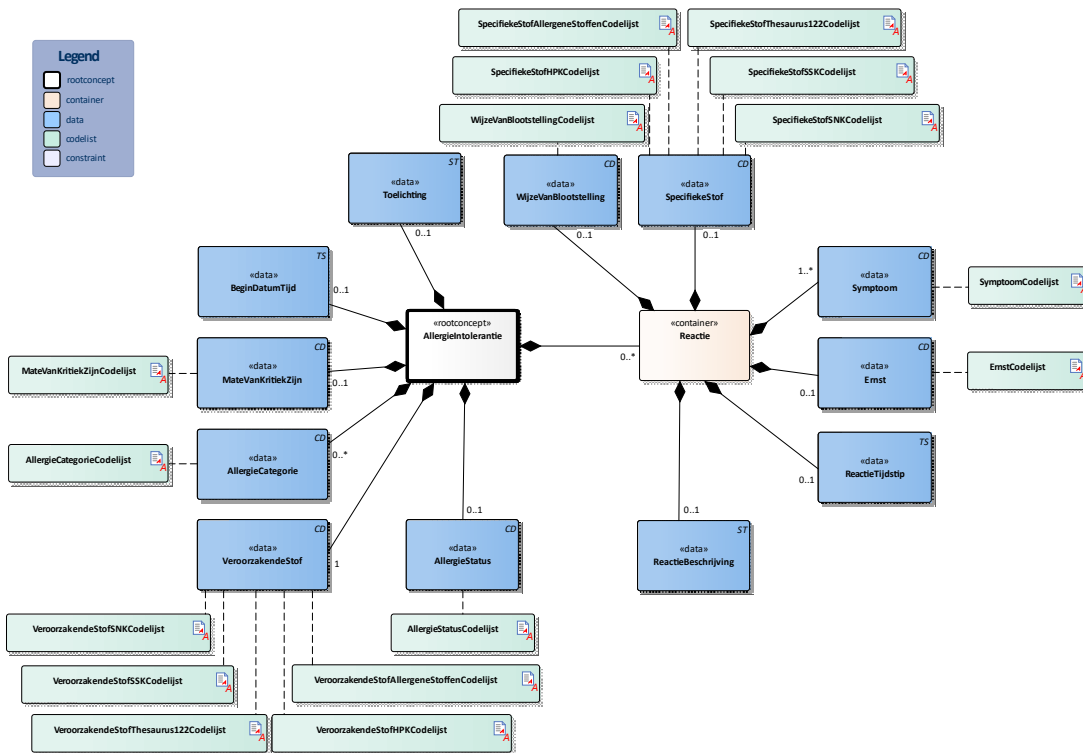 Legend
rootconcept
container
data
codelist
constraint
SpecifiekeStofAllergeneStoffenCodelijst
SpecifiekeStofThesaurus122Codelijst
SpecifiekeStofHPKCodelijst
SpecifiekeStofSSKCodelijst
WijzeVanBlootstellingCodelijst
SpecifiekeStofSNKCodelijst
ST
«data»
Toelichting
0..1
CD
«data»
WijzeVanBlootstelling
0..1
CD
«data»
SpecifiekeStof
0..1
TS
«data»
BeginDatumTijd
0..1
CD
«data»
Symptoom
1..*
SymptoomCodelijst
«rootconcept»
AllergieIntolerantie
«container»
Reactie
0..*
MateVanKritiekZijnCodelijst
CD
«data»
MateVanKritiekZijn
0..1
CD
«data»
Ernst
0..1
ErnstCodelijst
AllergieCategorieCodelijst
CD
«data»
AllergieCategorie
0..*
TS
«data»
ReactieTijdstip
0..1
CD
«data»
VeroorzakendeStof
1
CD
«data»
AllergieStatus
0..1
ST
«data»
ReactieBeschrijving
0..1
VeroorzakendeStofSNKCodelijst
AllergieStatusCodelijst
VeroorzakendeStofSSKCodelijst
VeroorzakendeStofAllergeneStoffenCodelijst
VeroorzakendeStofThesaurus122Codelijst
VeroorzakendeStofHPKCodelijst